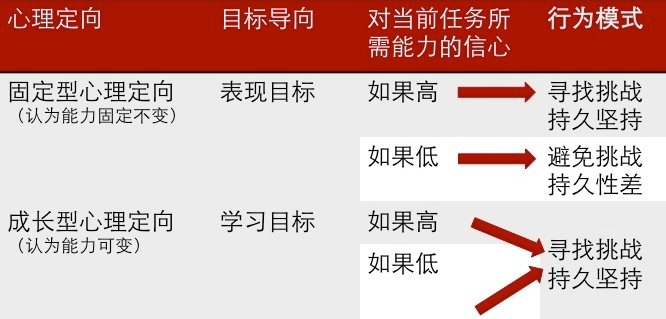 心理定向 目标导向 对当前任务所需能力的信心 行为模式
固定型心理定向 表现目标 如果高 寻找挑战
（认为能力固定不变） 持久坚持
如果低 避免挑战
持久性差
成长型心理定向 学习目标 如果高 寻找挑战
（认为能力可变） 如果低 持久坚持